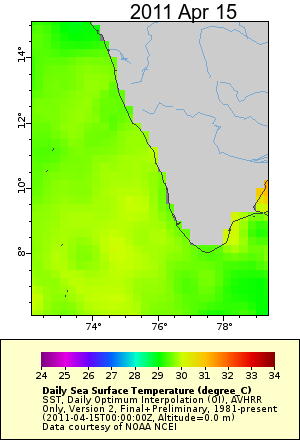 2011 Apr 15
14°
12°
10°
8°
74° 76° 78°
24 25 26 27 28 29 30 31 32 33 34
Daily Sea Surface Temperature (degree_C)
SST, Daily Optimum Interpolation (OI), AVHRR
Only, Version 2, Final+Preliminary, 1981-present
(2011-04-15T00:00:00Z, Altitude=0.0 m)
Data courtesy of NOAA NCEI